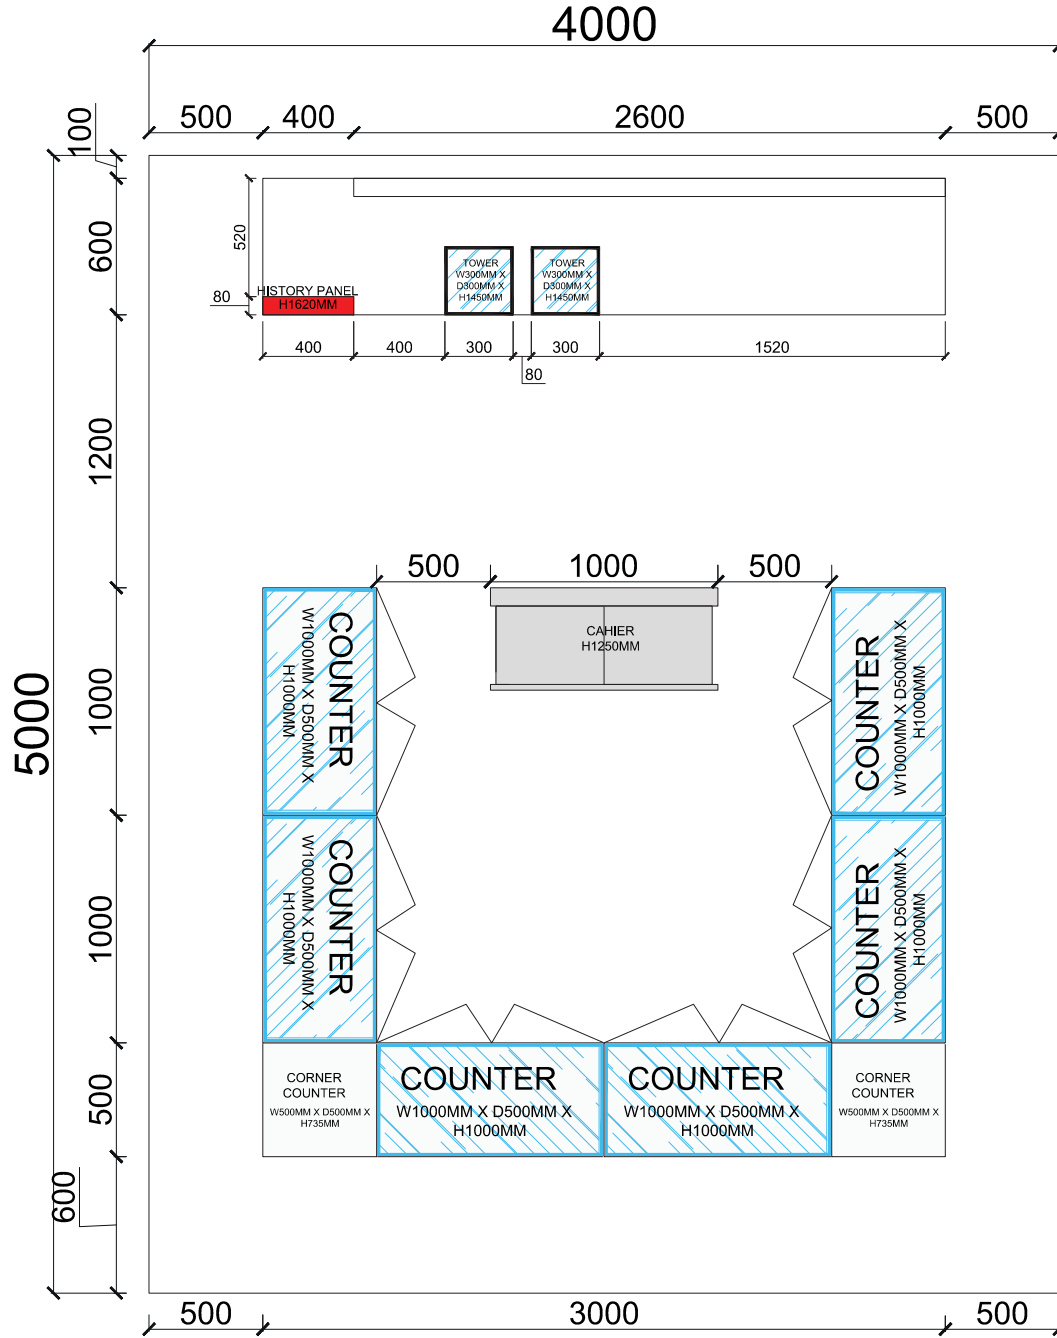 4000
500
400
2600
500
100
600
520
80
HISTORY PANEL
H1620MM
TOWER
W300MM X
D300MM X
H1450MM
TOWER
W300MM X
D300MM X
H1450MM
400
400
300
300
1520
80
1200
5000
500
1000
500
CAHIER
H1250MM
1000
COUNTER
W1000MM X D500MM X
H1000MM
COUNTER
W1000MM X D500MM X
H1000MM
1000
COUNTER
W1000MM X D500MM X
H1000MM
COUNTER
W1000MM X D500MM X
H1000MM
500
CORNER
COUNTER
W500MM X D500MM X
H735MM
COUNTER
W1000MM X D500MM X
H1000MM
COUNTER
W1000MM X D500MM X
H1000MM
CORNER
COUNTER
W500MM X D500MM X
H735MM
600
500
3000
500